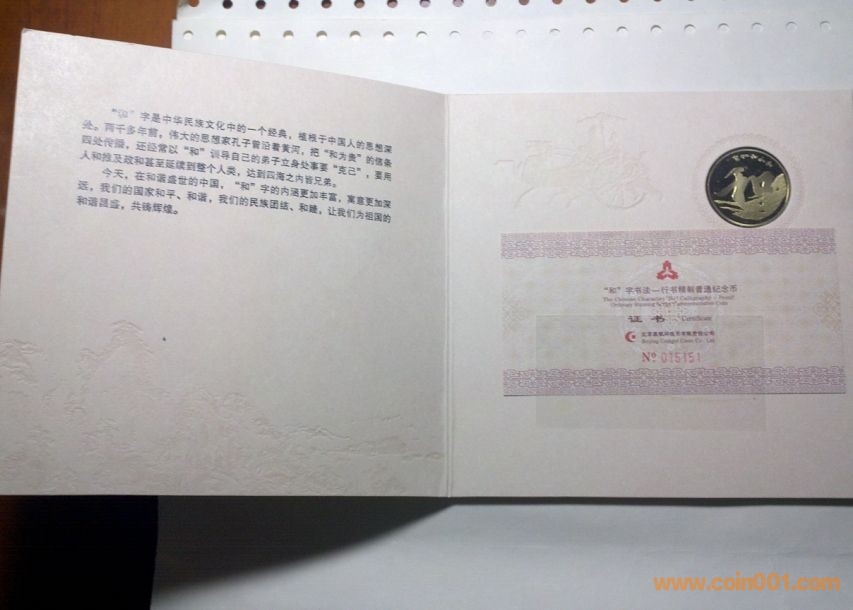 “和”字是中华民族文化中的一个经典，植根于中国人的思想深
处。两千多年前，伟大的思想家孔子曾沿着黄河，把“和为贵”的信条
四处传播，还经常以“和”训导自己的弟子立身处事要“克己”，要用
人和推及政和甚至延续到整个人类，达到四海之内皆兄弟。
今天，在和谐盛世的中国，“和”字的内涵更加丰富，寓意更加深
远，我们的国家和平、和谐，我们的民族团结、和睦，让我们为祖国的
和谐昌盛，共铸辉煌。
“和”字书法—行书精制普通纪念币
The Chinese Character "He" Calligraphy - Proof
Ordinary Commemorative Coin
证书 Certificate
Nº 015151
www.coin001.com